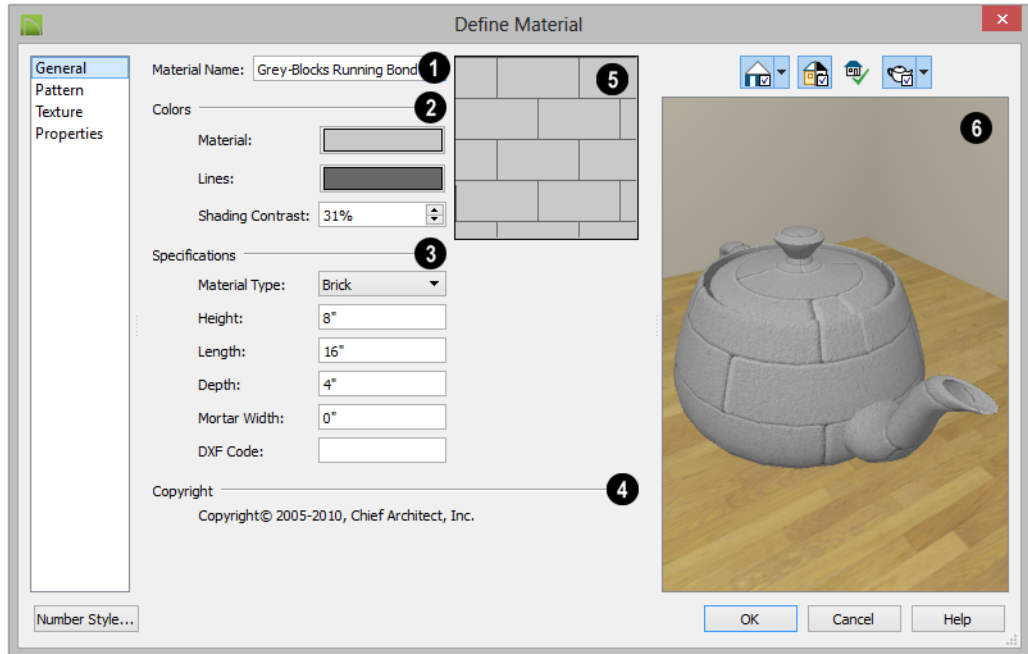 Define Material
General
Pattern
Texture
Properties
Material Name: Grey-Blocks Running Bond 1
Colors 2
Material:
Lines:
Shading Contrast: 31%
Specifications 3
Material Type: Brick
Height: 8"
Length: 16"
Depth: 4"
Mortar Width: 0"
DXF Code:
Copyright 4
Copyright© 2005-2010, Chief Architect, Inc.
5
6
Number Style...
OK Cancel Help